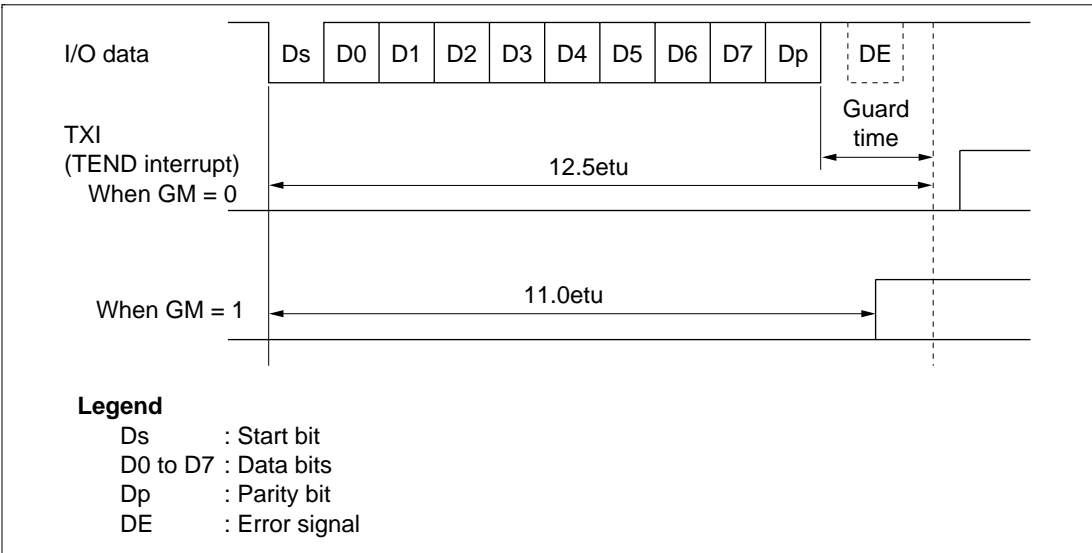 I/O data
Ds D0 D1 D2 D3 D4 D5 D6 D7 Dp DE
Guard
time
TXI
(TEND interrupt)
When GM = 0
12.5etu
When GM = 1
11.0etu
Legend
Ds : Start bit
D0 to D7 : Data bits
Dp : Parity bit
DE : Error signal